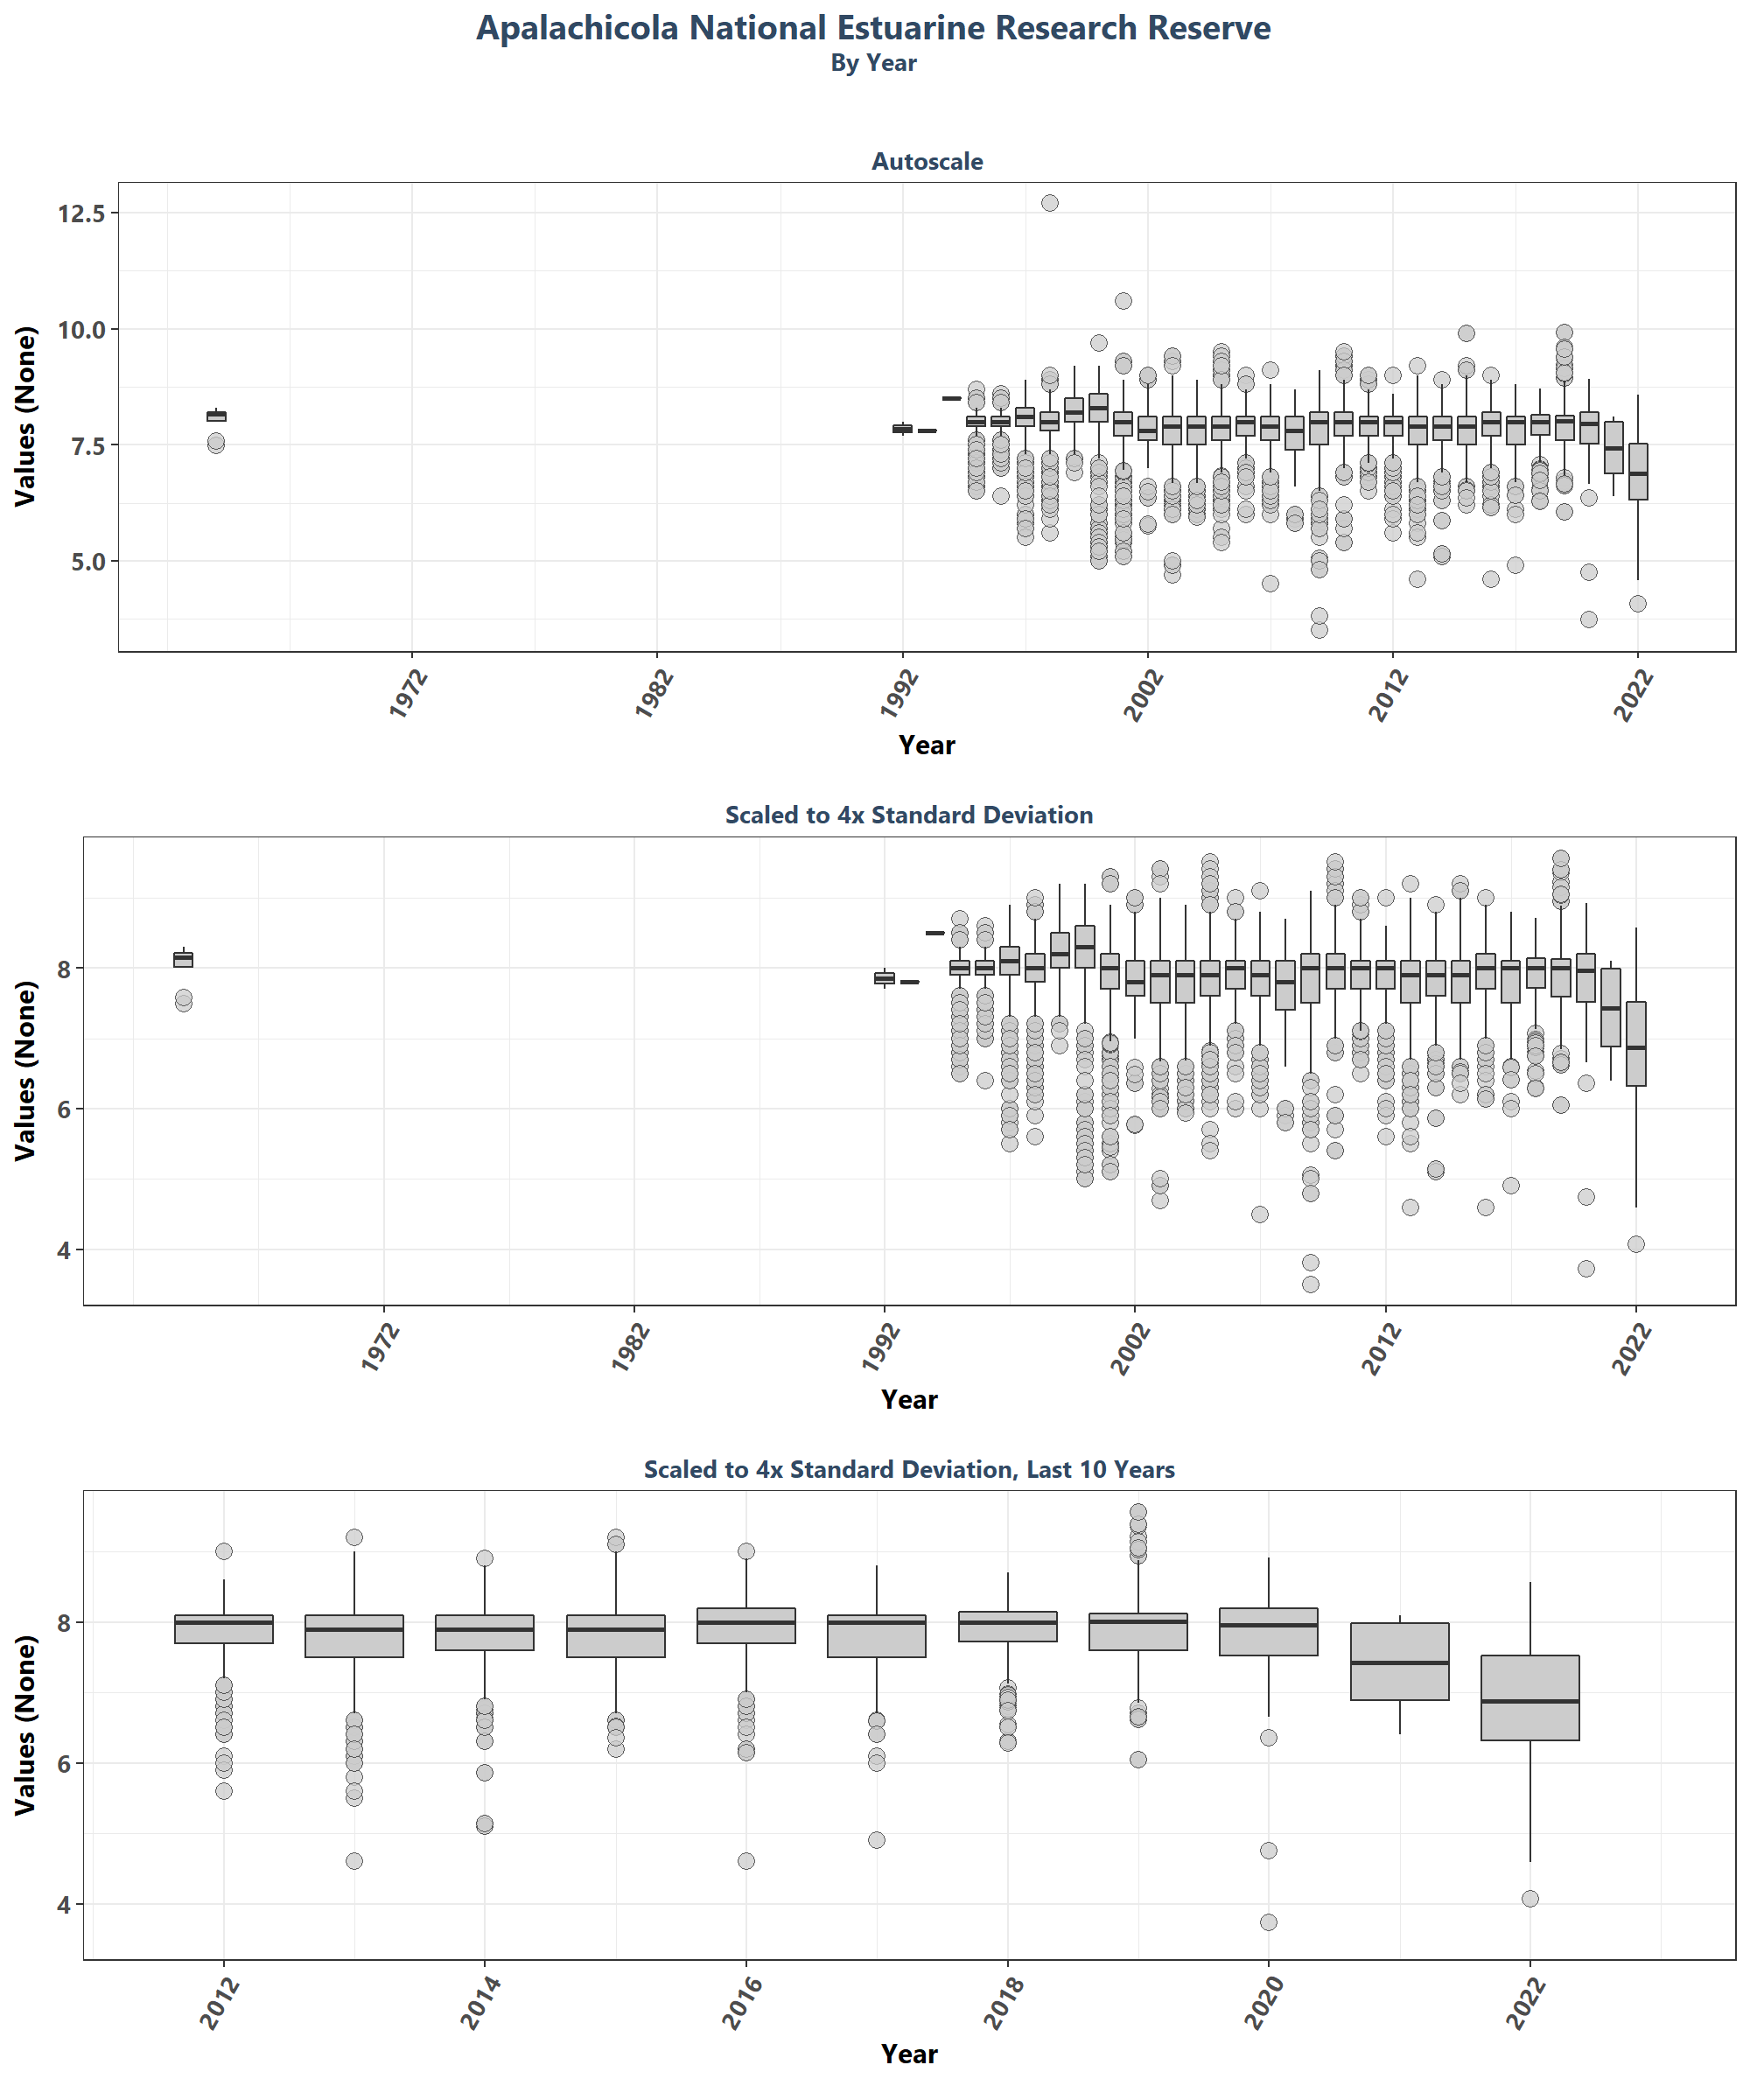 Apalachicola National Estuarine Research Reserve
By Year
Autoscale
Values (None)
12.5
10.0
7.5
5.0
1972 1982 1992 2002 2012 2022
Year
Scaled to 4x Standard Deviation
Values (None)
8
6
4
1972 1982 1992 2002 2012 2022
Year
Scaled to 4x Standard Deviation, Last 10 Years
Values (None)
8
6
4
2012 2014 2016 2018 2020 2022
Year